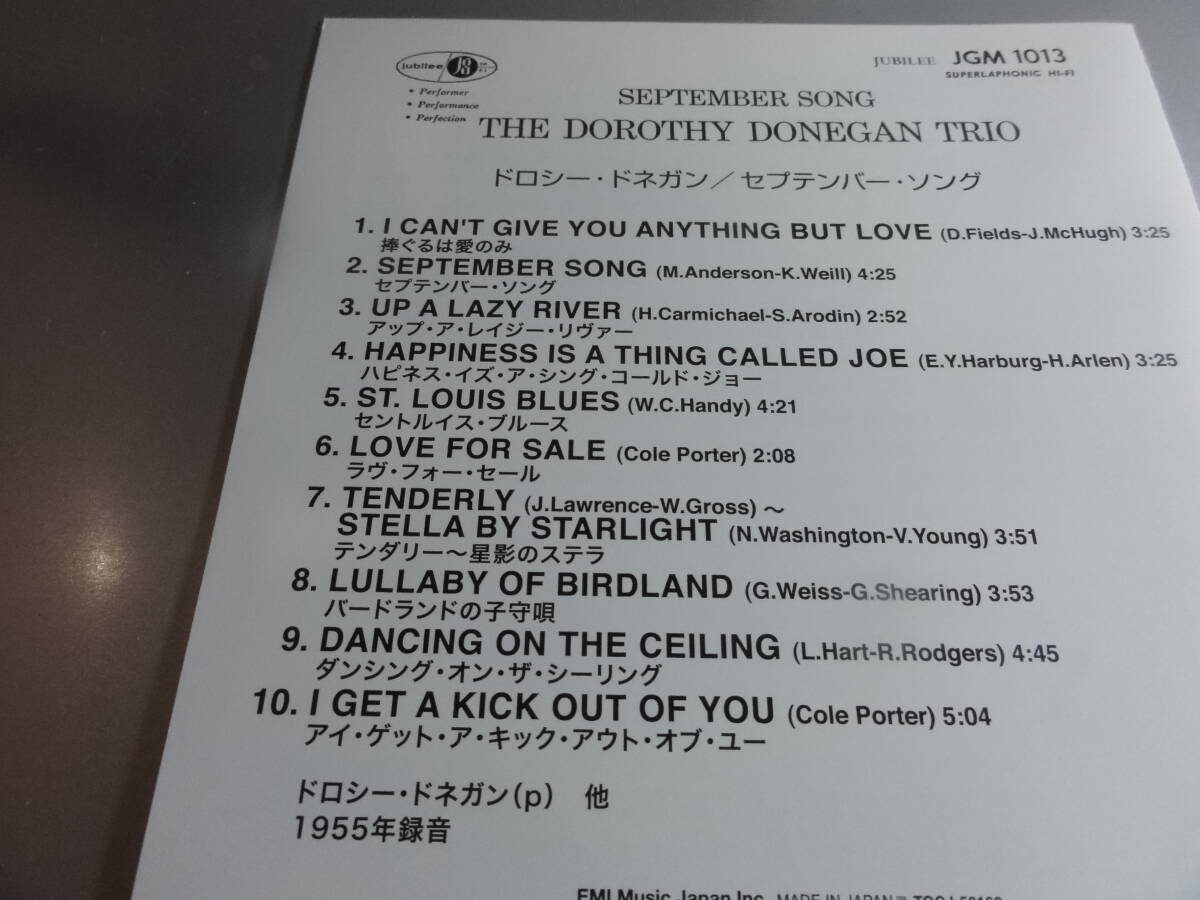 jubilee JGS HI-FI
• Performer
• Performance
• Perfection
JUBILEE JGM 1013
SUPERLAPHONIC HI-FI
SEPTEMBER SONG
THE DOROTHY DONEGAN TRIO
ドロシー・ドネガン／セプテンバー・ソング
1. I CAN'T GIVE YOU ANYTHING BUT LOVE (D.Fields-J.McHugh) 3:25
捧ぐるは愛のみ
2. SEPTEMBER SONG (M.Anderson-K.Weill) 4:25
セプテンバー・ソング
3. UP A LAZY RIVER (H.Carmichael-S.Arodin) 2:52
アップ・ア・レイジー・リヴァー
4. HAPPINESS IS A THING CALLED JOE (E.Y.Harburg-H.Arlen) 3:25
ハピネス・イズ・ア・シング・コールド・ジョー
5. ST. LOUIS BLUES (W.C.Handy) 4:21
セントルイス・ブルース
6. LOVE FOR SALE (Cole Porter) 2:08
ラヴ・フォー・セール
7. TENDERLY (J.Lawrence-W.Gross) ～
STELLA BY STARLIGHT (N.Washington-V.Young) 3:51
テンダリー～星影のステラ
8. LULLABY OF BIRDLAND (G.Weiss-G.Shearing) 3:53
バードランドの子守唄
9. DANCING ON THE CEILING (L.Hart-R.Rodgers) 4:45
ダンシング・オン・ザ・シーリング
10. I GET A KICK OUT OF YOU (Cole Porter) 5:04
アイ・ゲット・ア・キック・アウト・オブ・ユー
ドロシー・ドネガン(p) 他
1955年録音
EMI Music Japan Inc. MADE IN JAPAN